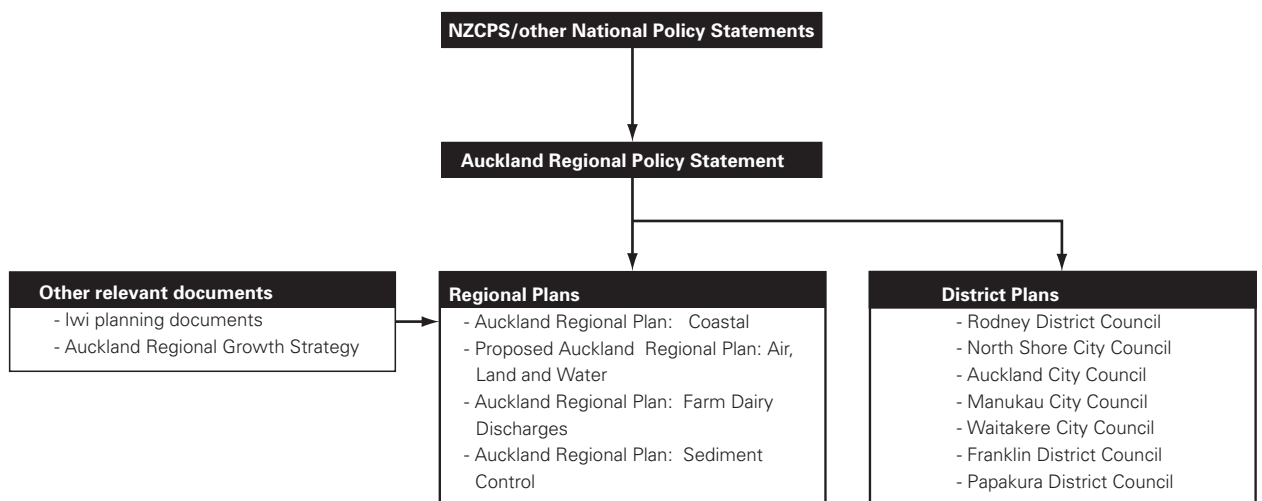 NZCPS/other National Policy Statements
Auckland Regional Policy Statement
Other relevant documents
- Iwi planning documents
- Auckland Regional Growth Strategy
Regional Plans
- Auckland Regional Plan: Coastal
- Proposed Auckland Regional Plan: Air,
Land and Water
- Auckland Regional Plan: Farm Dairy
Discharges
- Auckland Regional Plan: Sediment
Control
District Plans
- Rodney District Council
- North Shore City Council
- Auckland City Council
- Manukau City Council
- Waitakere City Council
- Franklin District Council
- Papakura District Council